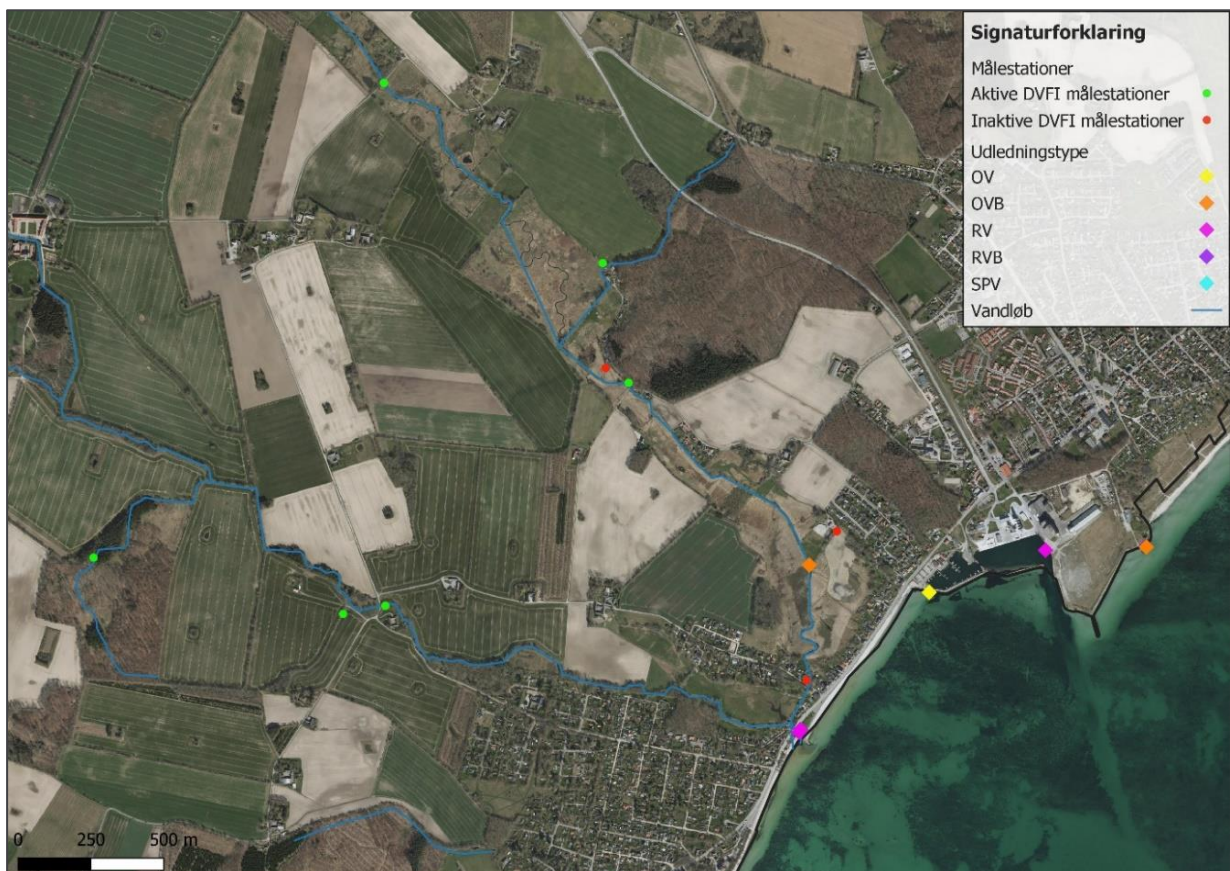 Signaturforklaring
Målestationer
Aktive DVFI målestationer
Inaktive DVFI målestationer
Udledningstype
OV
OVB
RV
RVB
SPV
Vandløb
0 250 500 m